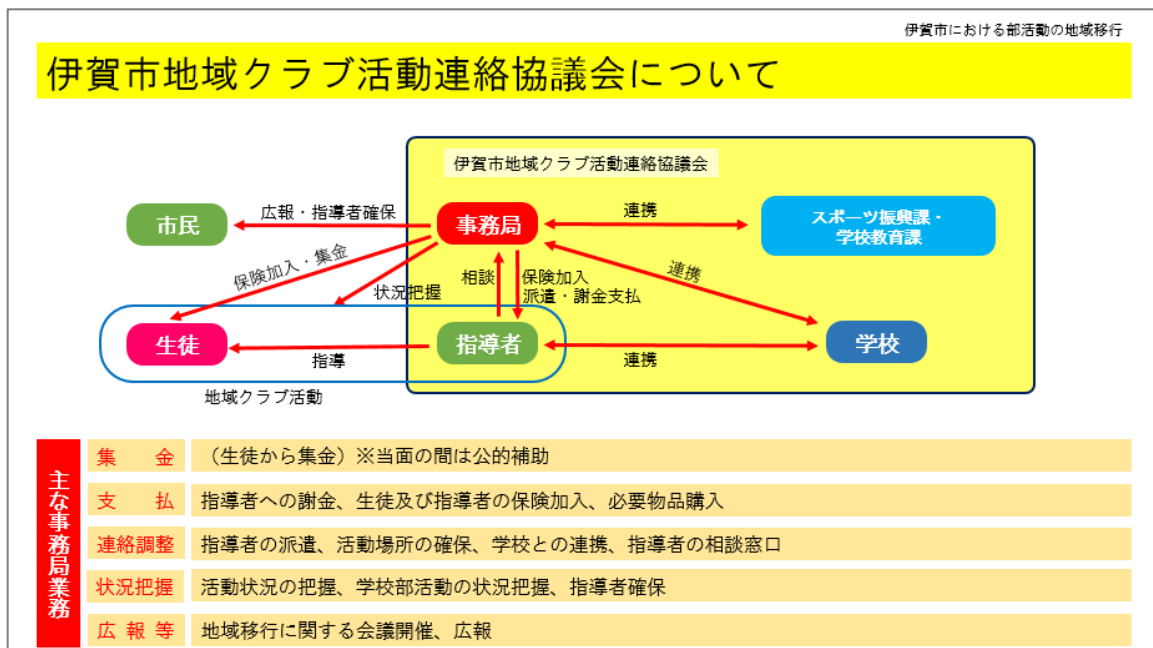 伊賀市における部活動の地域移行
伊賀市地域クラブ活動連絡協議会について
伊賀市地域クラブ活動連絡協議会
市民
広報・指導者確保
事務局
連携
スポーツ振興課・
学校教育課
保険加入・集金
状況把握
相談
保険加入
派遣・謝金支払
連携
生徒
指導
指導者
連携
学校
地域クラブ活動
主な事務局業務
集 金 （生徒から集金）※当面の間は公的補助
支 払 指導者への謝金、生徒及び指導者の保険加入、必要物品購入
連絡調整 指導者の派遣、活動場所の確保、学校との連携、指導者の相談窓口
状況把握 活動状況の把握、学校部活動の状況把握、指導者確保
広 報 等 地域移行に関する会議開催、広報